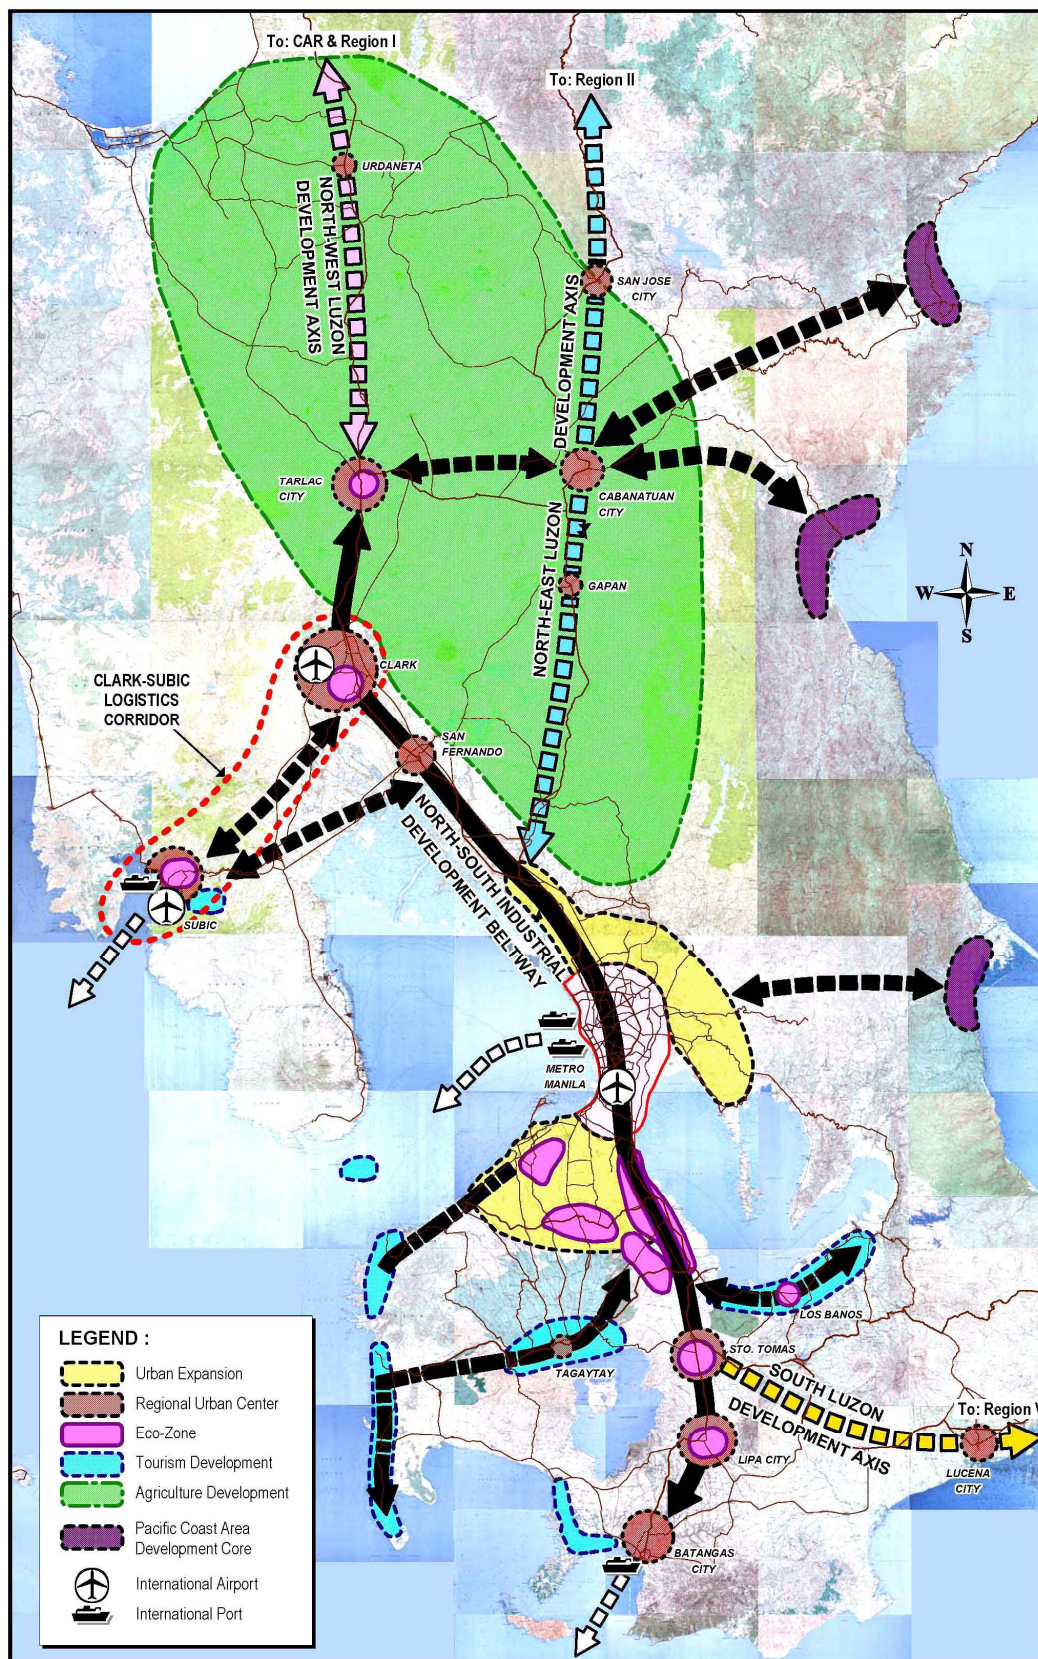 To: CAR & Region I
To: Region II
URDANETA
NORTH-WEST LUZON
DEVELOPMENT AXIS
SAN JOSE
CITY
DEVELOPMENT AXIS
NORTH-EAST LUZON
TARLAC
CITY
CABANATUAN
CITY
GAPAN
N
W
E
S
CLARK
CLARK-SUBIC
LOGISTICS
CORRIDOR
SAN
FERNANDO
NORTH-SOUTH INDUSTRIAL
DEVELOPMENT BELTWAY
SUBIC
METRO
MANILA
LOS BANOS
STO. TOMAS
TAGAYTAY
SOUTH LUZON
DEVELOPMENT AXIS
To: Region V
LIPA CITY
LUCENA
CITY
BATANGAS
CITY
LEGEND :
Urban Expansion
Regional Urban Center
Eco-Zone
Tourism Development
Agriculture Development
Pacific Coast Area
Development Core
International Airport
International Port